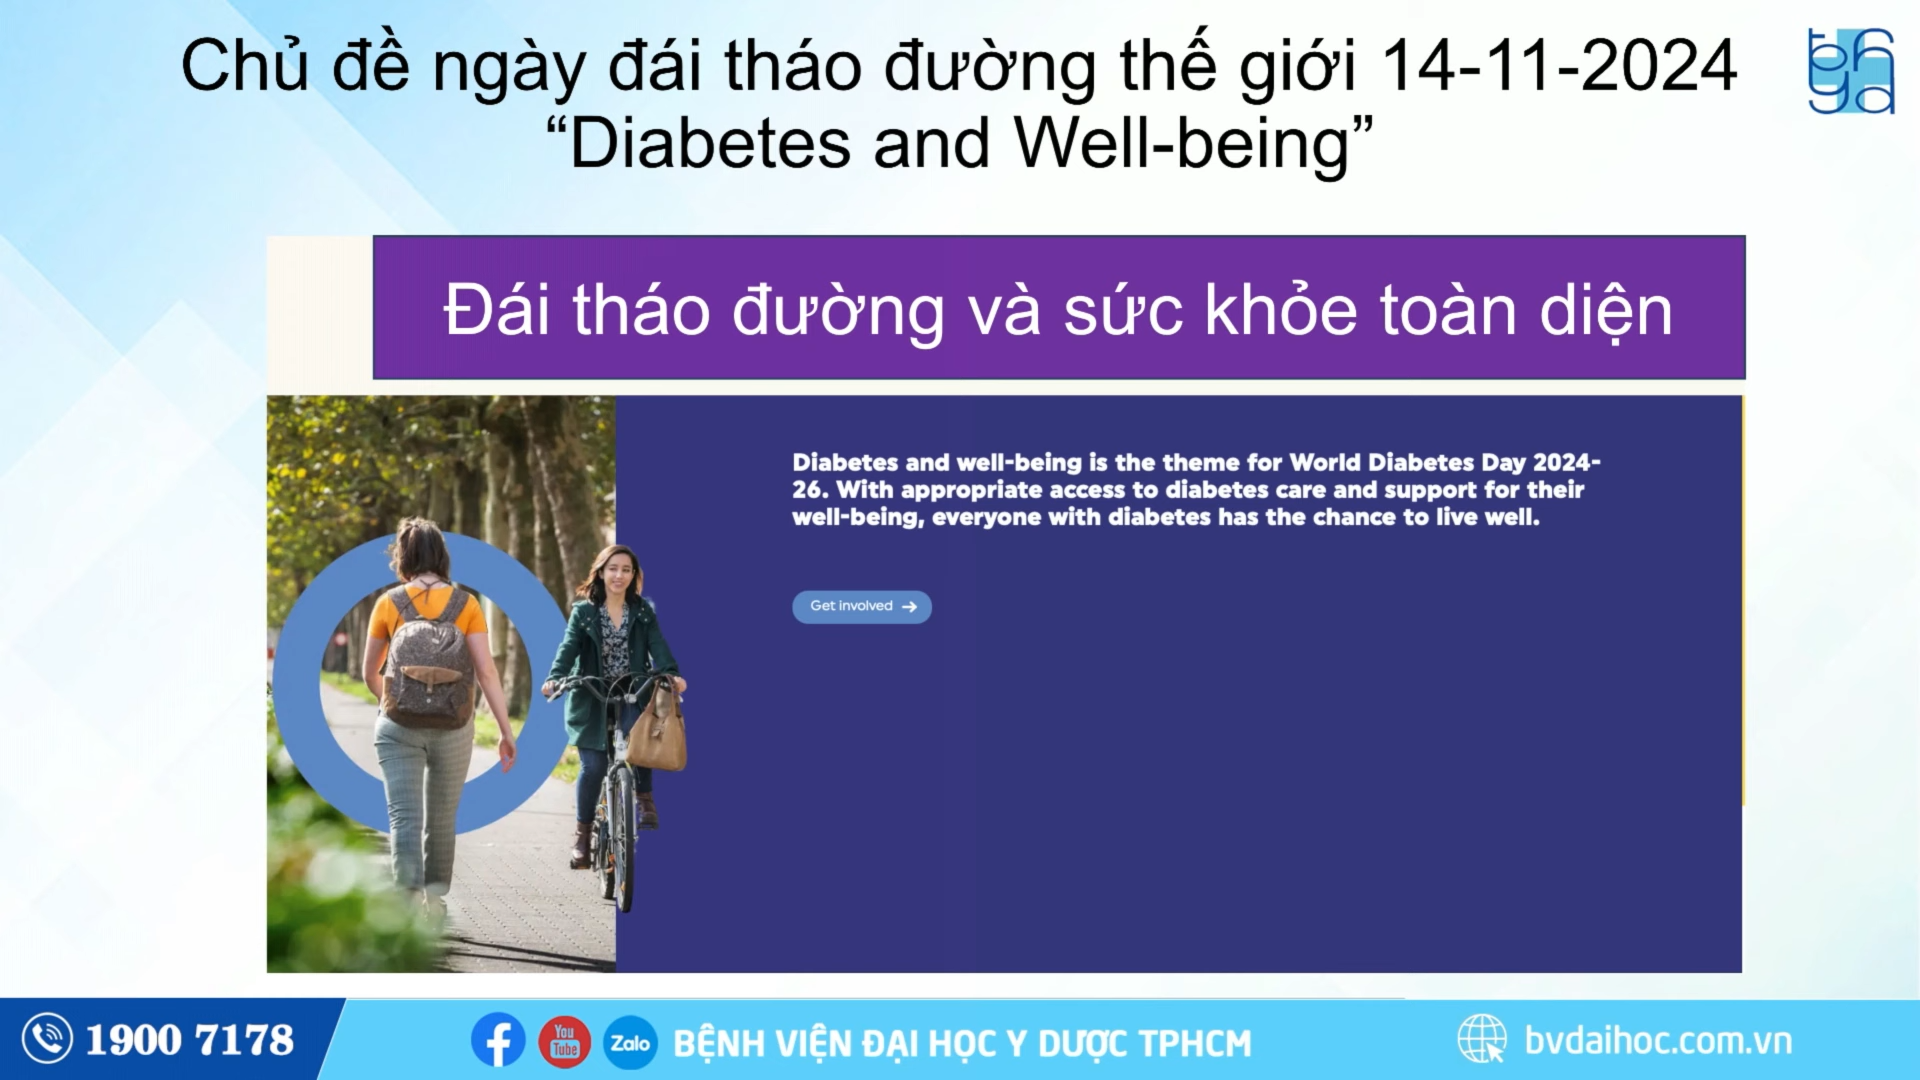 Chủ đề ngày đái tháo đường thế giới 14-11-2024
“Diabetes and Well-being”
Đái tháo đường và sức khỏe toàn diện
Diabetes and well-being is the theme for World Diabetes Day 2024-
26. With appropriate access to diabetes care and support for their
well-being, everyone with diabetes has the chance to live well.
Get involved
1900 7178
You
Tube
Zalo
BỆNH VIỆN ĐẠI HỌC Y DƯỢC TPHCM
bvdaihoc.com.vn